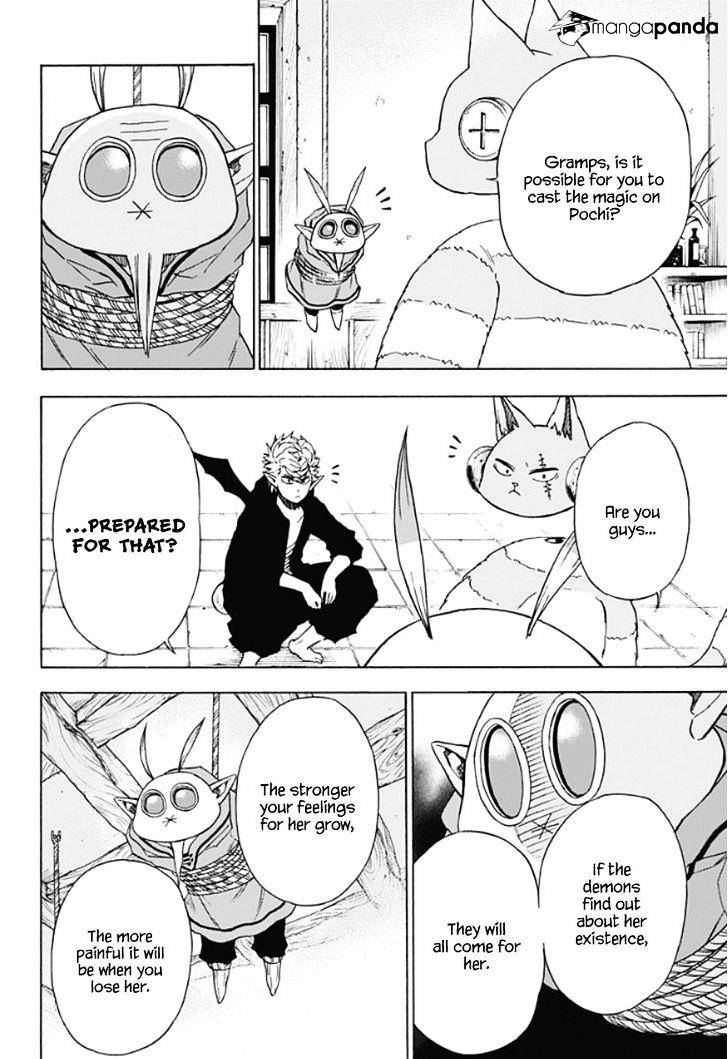 mangapanda
Gramps, is it
possible for you to
cast the magic on
Pochi?
Are you
guys...
...PREPARED
FOR THAT?
If the
demons
find out
about her
existence,
They will
all come for
her.
The stronger
your feelings
for her grow,
The more
painful it will
be when you
lose her.